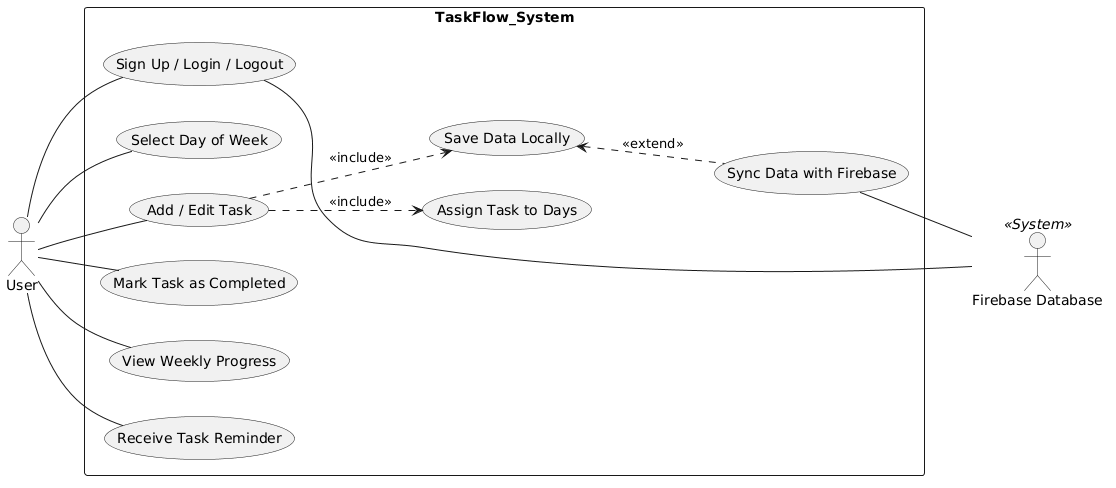 TaskFlow_System
Sign Up / Login / Logout
Select Day of Week
Save Data Locally
«include»
«extend»
Sync Data with Firebase
Add / Edit Task
«include»
Assign Task to Days
«System»
Firebase Database
User
Mark Task as Completed
View Weekly Progress
Receive Task Reminder